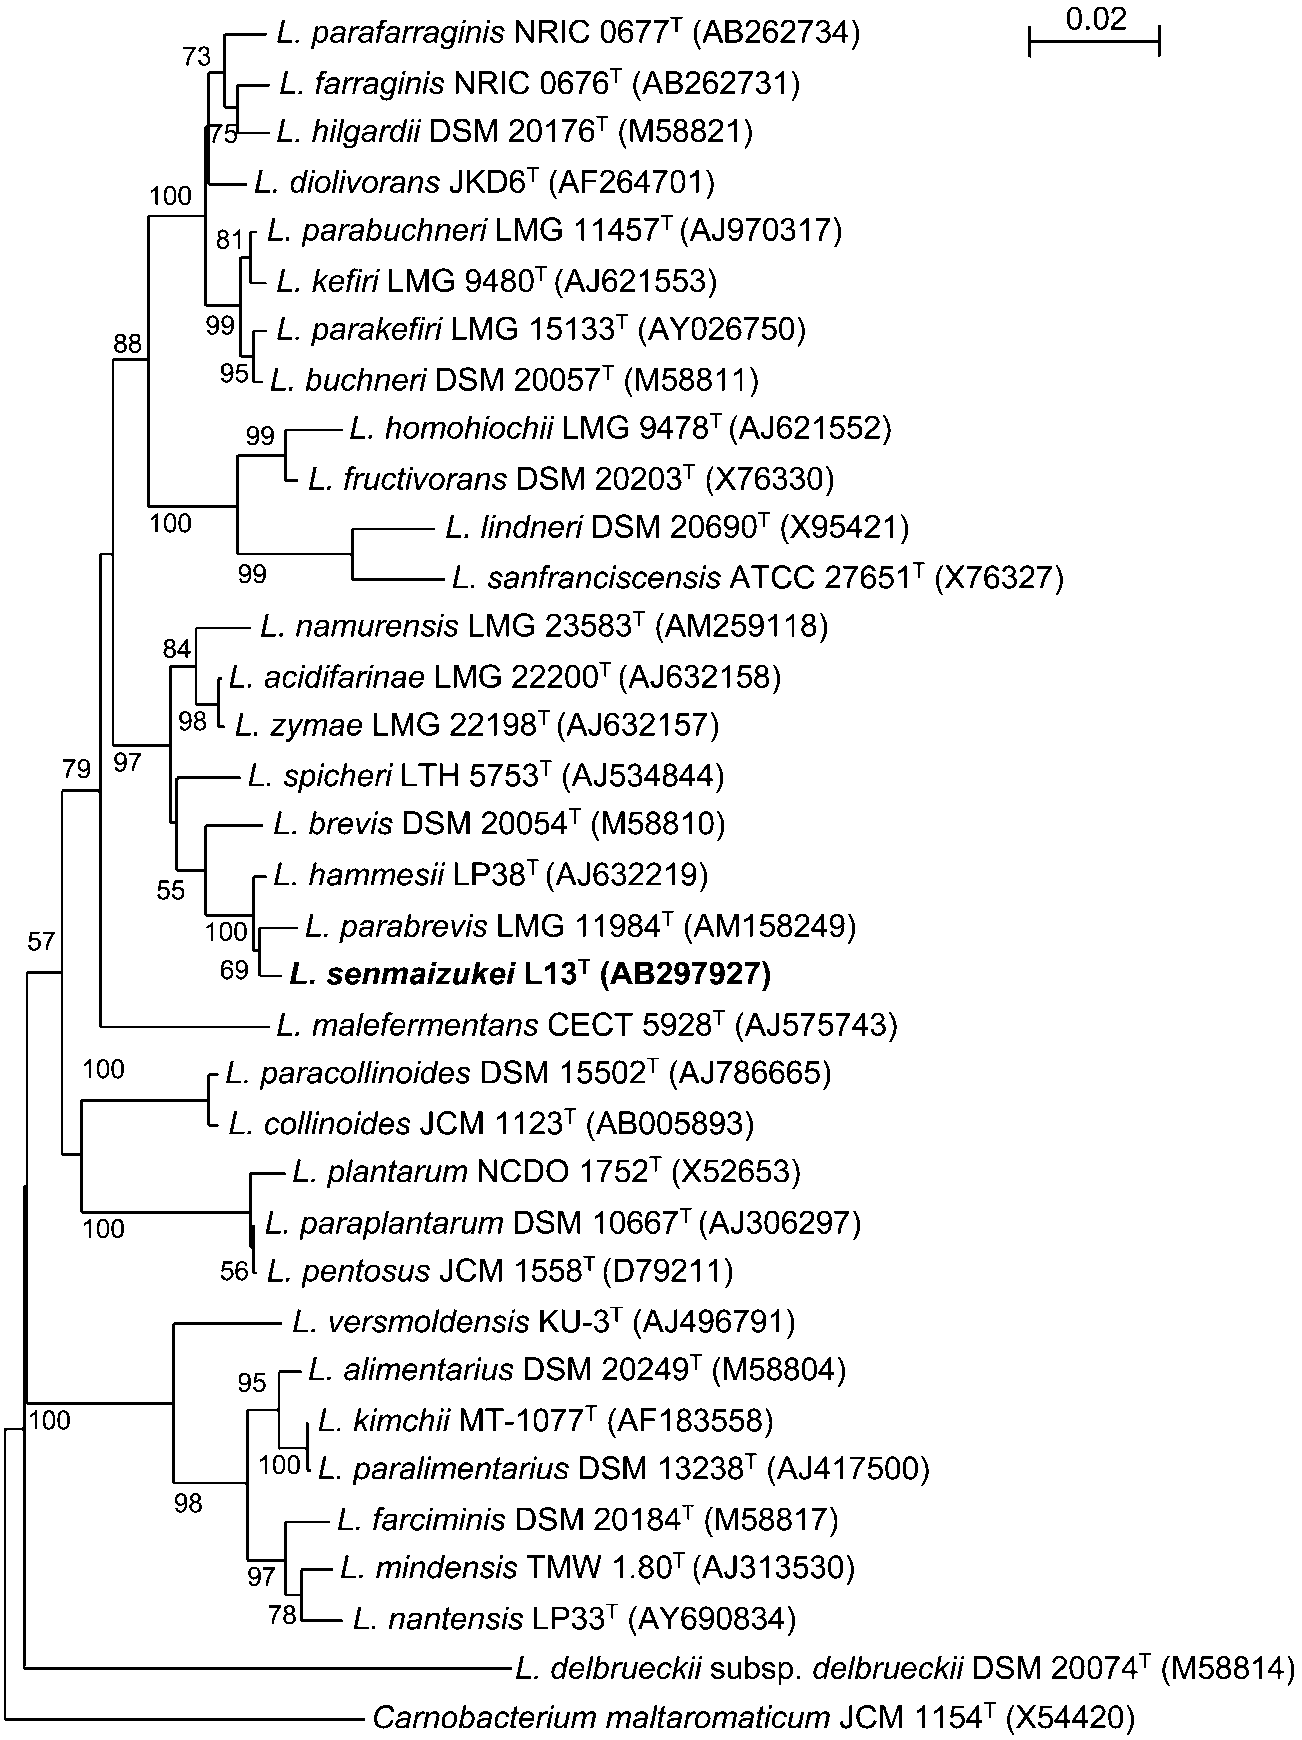 0.02
L. parafarraginis NRIC 0677T (AB262734)
73
L. farraginis NRIC 0676T (AB262731)
75
L. hilgardii DSM 20176T (M58821)
L. diolivorans JKD6T (AF264701)
100
L. parabuchneri LMG 11457T (AJ970317)
81
L. kefiri LMG 9480T (AJ621553)
99
L. parakefiri LMG 15133T (AY026750)
88
95
L. buchneri DSM 20057T (M58811)
L. homohiochii LMG 9478T (AJ621552)
99
L. fructivorans DSM 20203T (X76330)
100
L. lindneri DSM 20690T (X95421)
99
L. sanfranciscensis ATCC 27651T (X76327)
L. namurensis LMG 23583T (AM259118)
84
L. acidifarinae LMG 22200T (AJ632158)
98
L. zymae LMG 22198T (AJ632157)
79
97
L. spicheri LTH 5753T (AJ534844)
L. brevis DSM 20054T (M58810)
L. hammesii LP38T (AJ632219)
55
L. parabrevis LMG 11984T (AM158249)
100
57
69
L. senmaizukei L13T (AB297927)
L. malefermentans CECT 5928T (AJ575743)
100
L. paracollinoides DSM 15502T (AJ786665)
L. collinoides JCM 1123T (AB005893)
L. plantarum NCDO 1752T (X52653)
100
L. paraplantarum DSM 10667T (AJ306297)
56
L. pentosus JCM 1558T (D79211)
L. versmoldensis KU-3T (AJ496791)
L. alimentarius DSM 20249T (M58804)
95
100
L. kimchii MT-1077T (AF183558)
100
L. paralimentarius DSM 13238T (AJ417500)
98
L. farciminis DSM 20184T (M58817)
97
L. mindensis TMW 1.80T (AJ313530)
78
L. nantensis LP33T (AY690834)
L. delbrueckii subsp. delbrueckii DSM 20074T (M58814)
Carnobacterium maltaromaticum JCM 1154T (X54420)